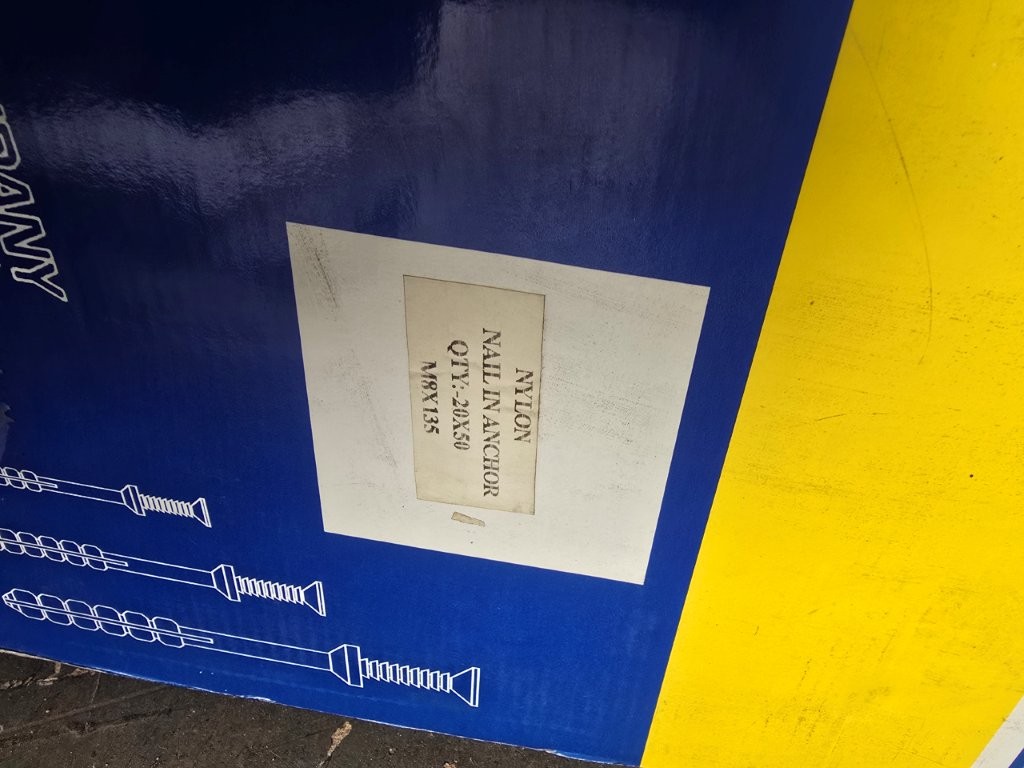 NYLON
NAIL IN ANCHOR
QTY:-20X50
M8X135